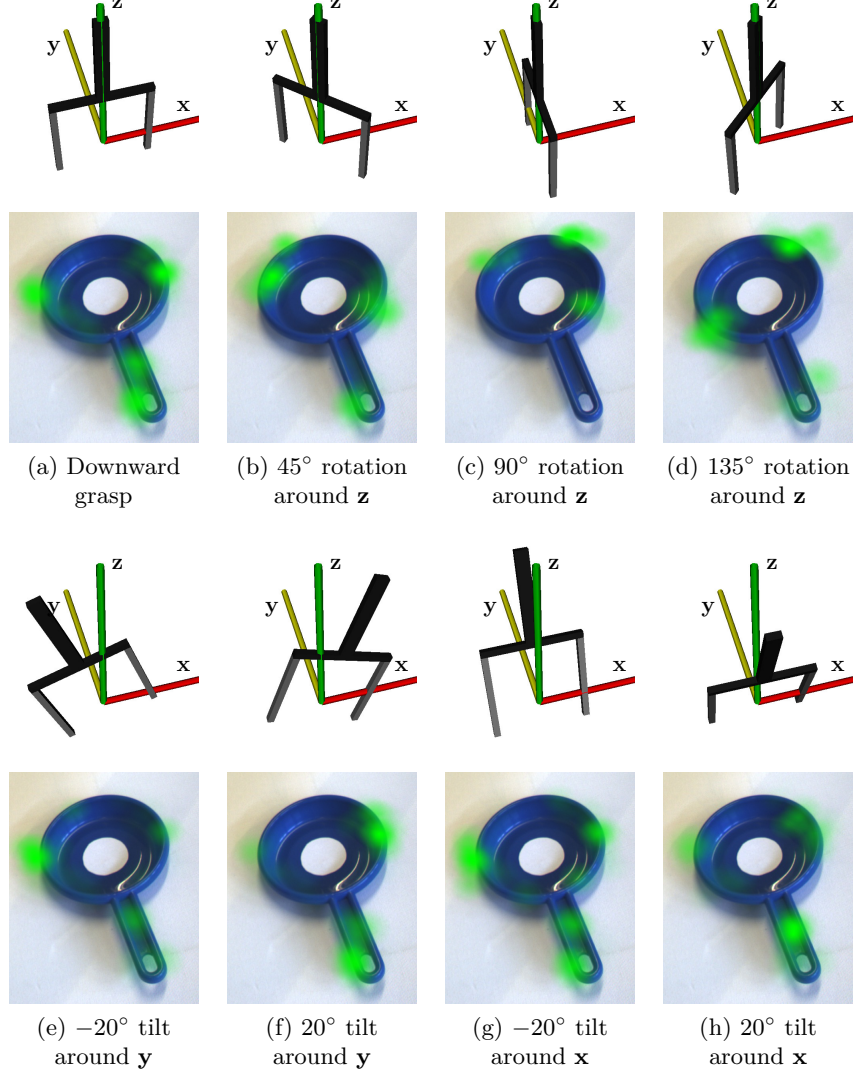 z
y
x
z
y
x
z
y
x
z
y
x
(a) Downward
grasp
(b) 45° rotation
around z
(c) 90° rotation
around z
(d) 135° rotation
around z
z
y
x
z
y
x
z
y
x
z
y
x
(e) −20° tilt
around y
(f) 20° tilt
around y
(g) −20° tilt
around x
(h) 20° tilt
around x